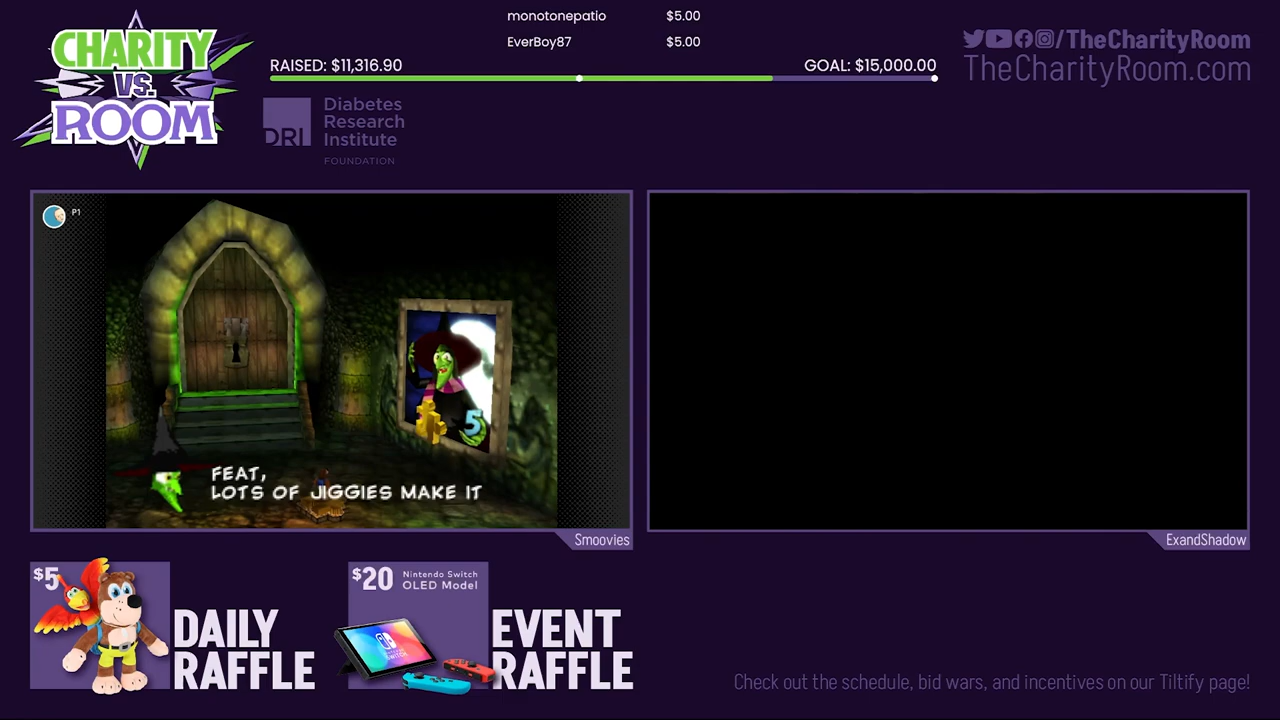 CHARITY
VS.
ROOM
monotonepatio $5.00
EverBoy87 $5.00
RAISED: $11,316.90 GOAL: $15,000.00
/TheCharityRoom
TheCharityRoom.com
DRI
Diabetes
Research
Institute
FOUNDATION
P1
5
FEAT,
LOTS OF JIGGIES MAKE IT
Smoovies
ExandShadow
$5
DAILY
RAFFLE
$20 Nintendo Switch
OLED Model
EVENT
RAFFLE
Check out the schedule, bid wars, and incentives on our Tiltify page!